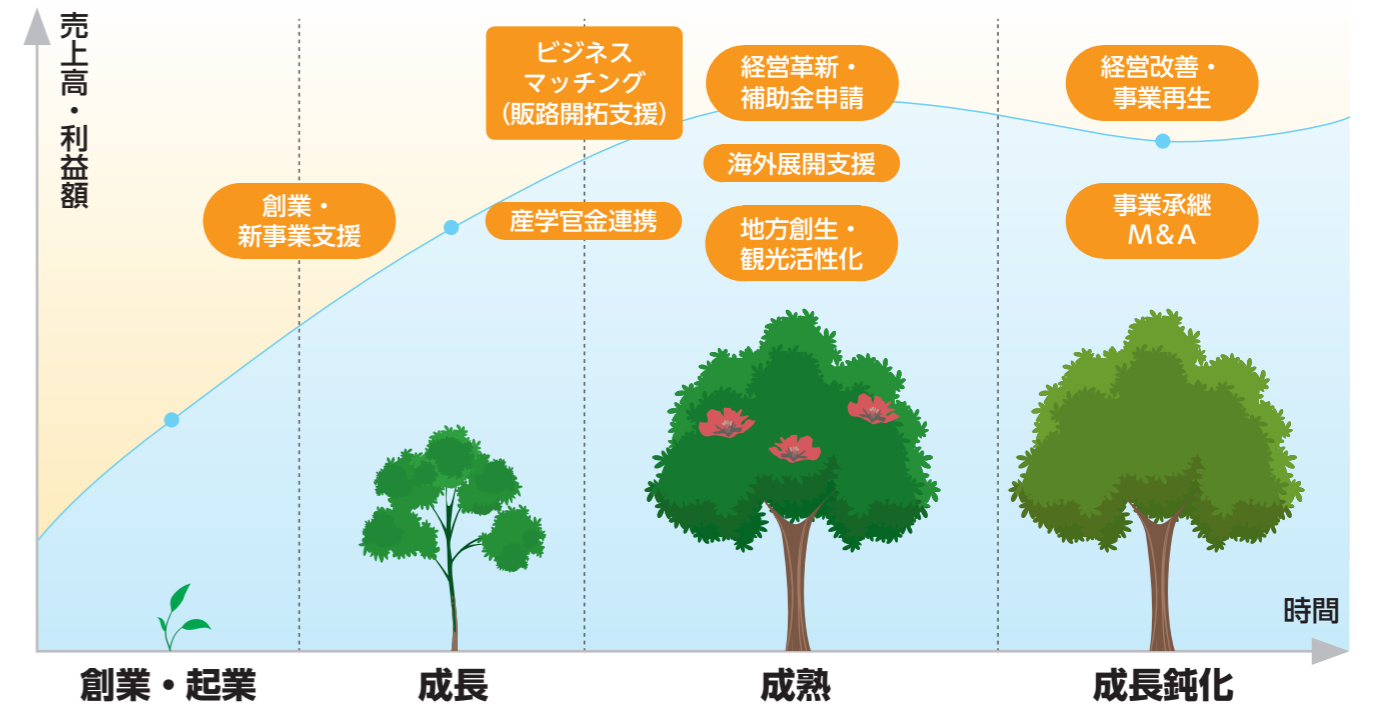 売上高・利益額
ビジネス
マッチング
（販路開拓支援）
経営革新・
補助金申請
経営改善・
事業再生
海外展開支援
創業・
新事業支援
産学官金連携
地方創生・
観光活性化
事業承継
M＆A
時間
創業・起業
成長
成熟
成長鈍化